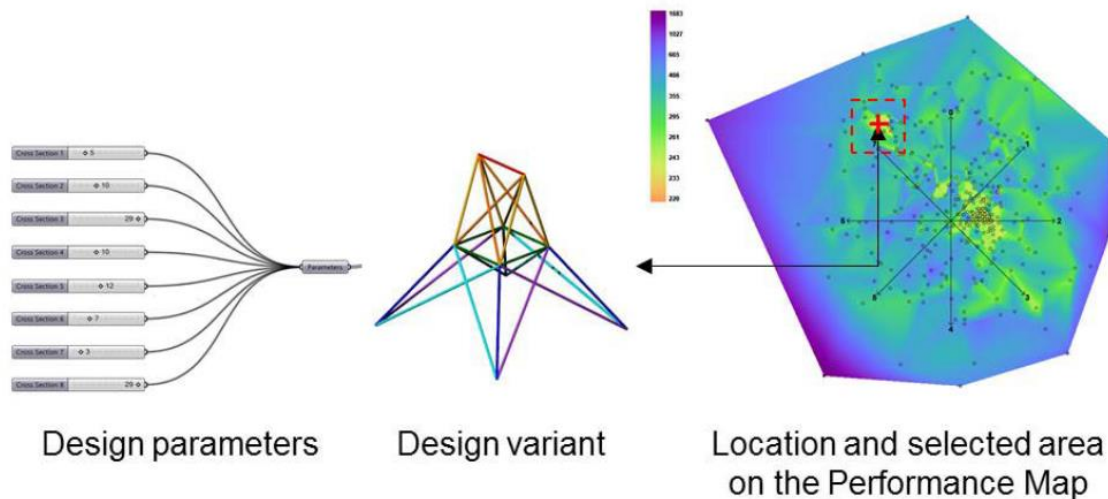 Cross Section 1 5
Cross Section 2 10
Cross Section 3 29
Cross Section 4 10
Cross Section 5 12
Cross Section 6 7
Cross Section 7 3
Cross Section 8 29
Parameters
1683
1027
605
406
355
295
261
243
233
220
0
1
2
3
4
5
6
Design parameters
Design variant
Location and selected area
on the Performance Map